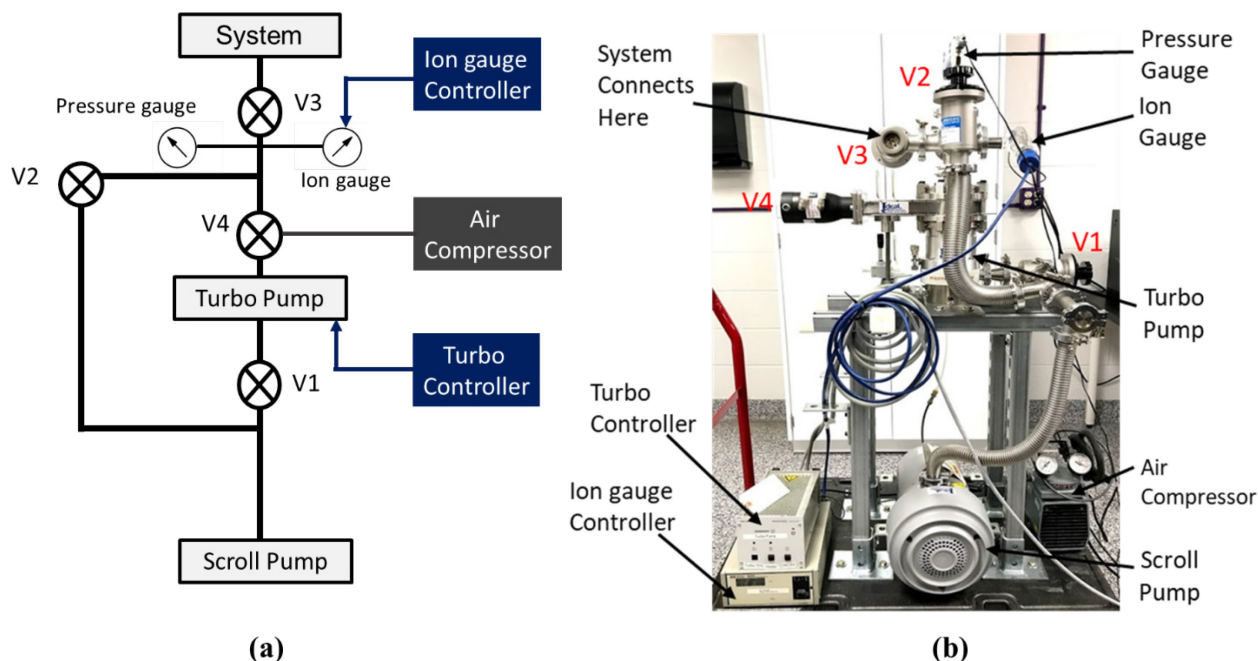 System
Ion gauge
Controller
V3
Pressure gauge
Ion gauge
V2
V4
Air
Compressor
Turbo Pump
Turbo
Controller
V1
Scroll Pump
(a)
System
Connects
Here
Pressure
Gauge
V2
Ion
Gauge
V3
V4
V1
Turbo
Pump
Turbo
Controller
Ion gauge
Controller
Air
Compressor
Scroll
Pump
(b)